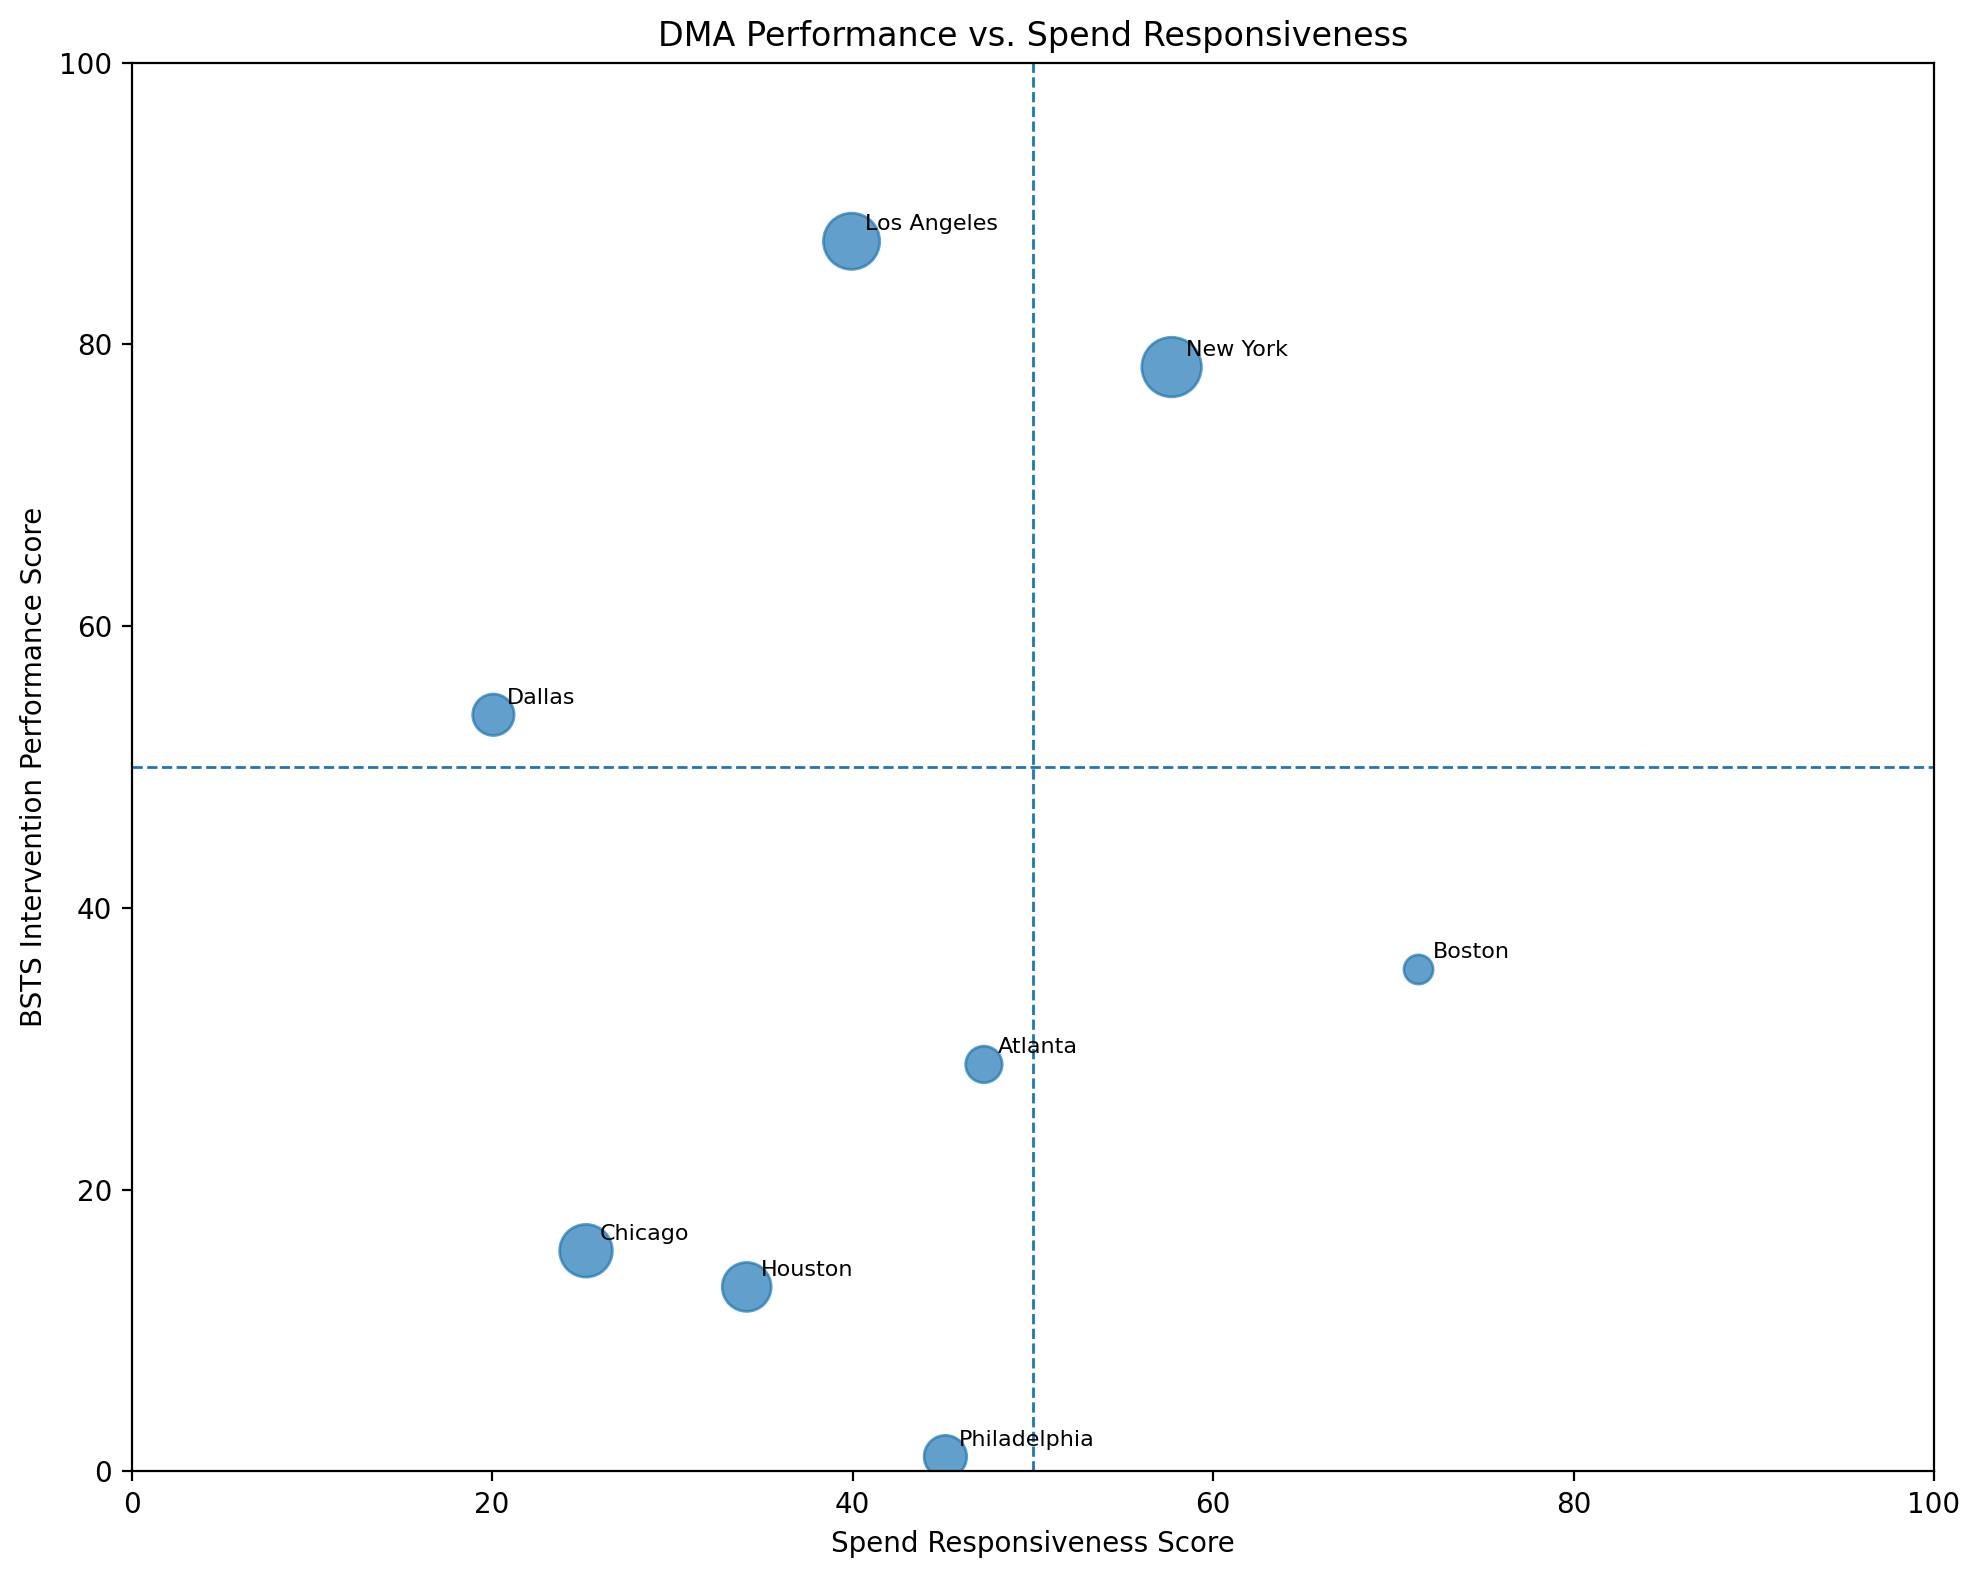 DMA Performance vs. Spend Responsiveness
100
80
60
40
20
0
BSTS Intervention Performance Score
Los Angeles
New York
Dallas
Boston
Atlanta
Chicago
Houston
Philadelphia
0 20 40 60 80 100
Spend Responsiveness Score